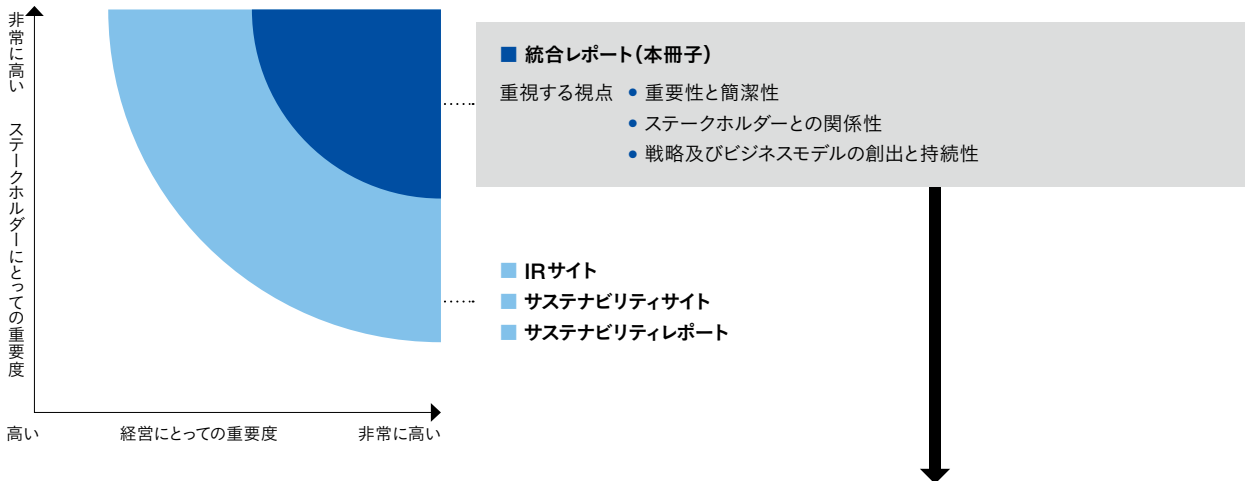 非常に高い
ステークホルダーにとっての重要度
■ 統合レポート(本冊子)
重視する視点 ● 重要性と簡潔性
● ステークホルダーとの関係性
● 戦略及びビジネスモデルの創出と持続性
■ IRサイト
■ サステナビリティサイト
■ サステナビリティレポート
高い 経営にとっての重要度 非常に高い